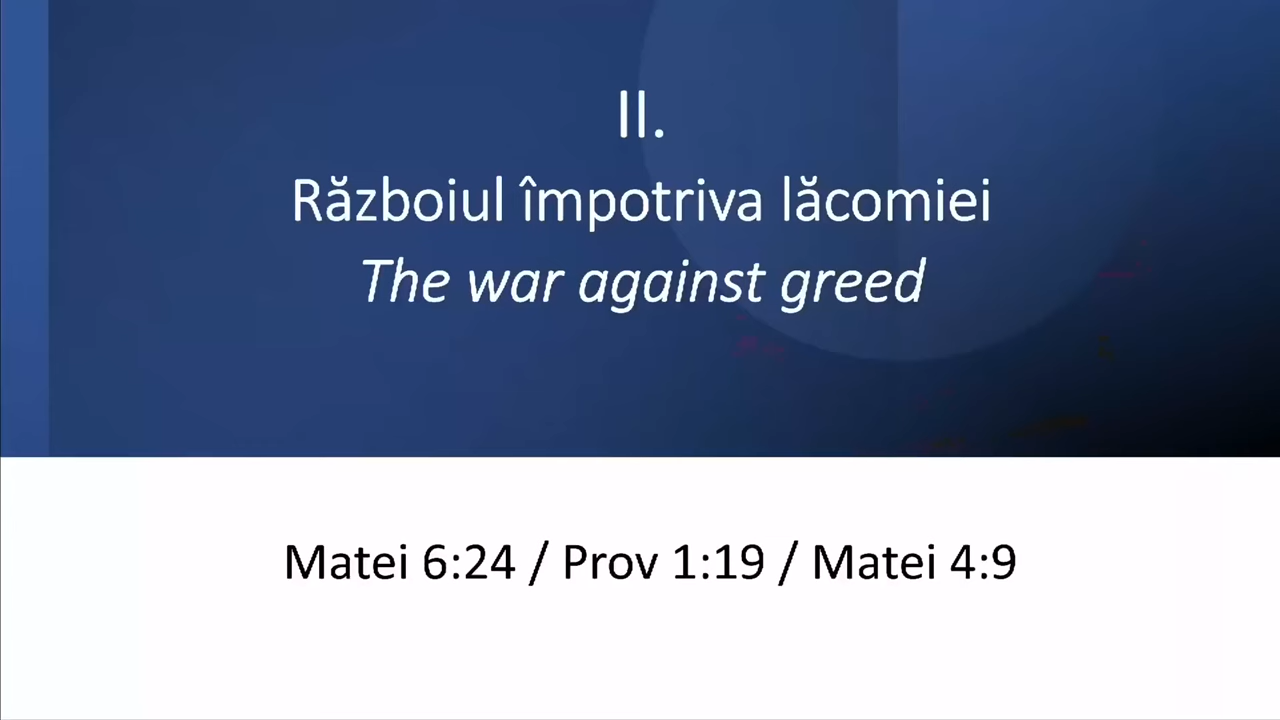 II.
Războiul împotriva lăcomiei
The war against greed
Matei 6:24 / Prov 1:19 / Matei 4:9